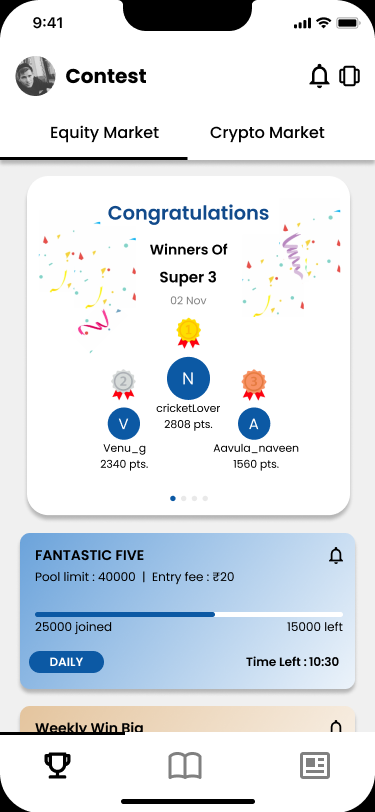 9:41
Contest
Equity Market Crypto Market
Congratulations
Winners Of
Super 3
02 Nov
1
N
cricketLover
2808 pts.
2
V
Venu_g
2340 pts.
3
A
Aavula_naveen
1560 pts.
FANTASTIC FIVE
Pool limit : 40000 | Entry fee : ₹20
25000 joined 15000 left
DAILY Time Left : 10:30
Weekly Win Big